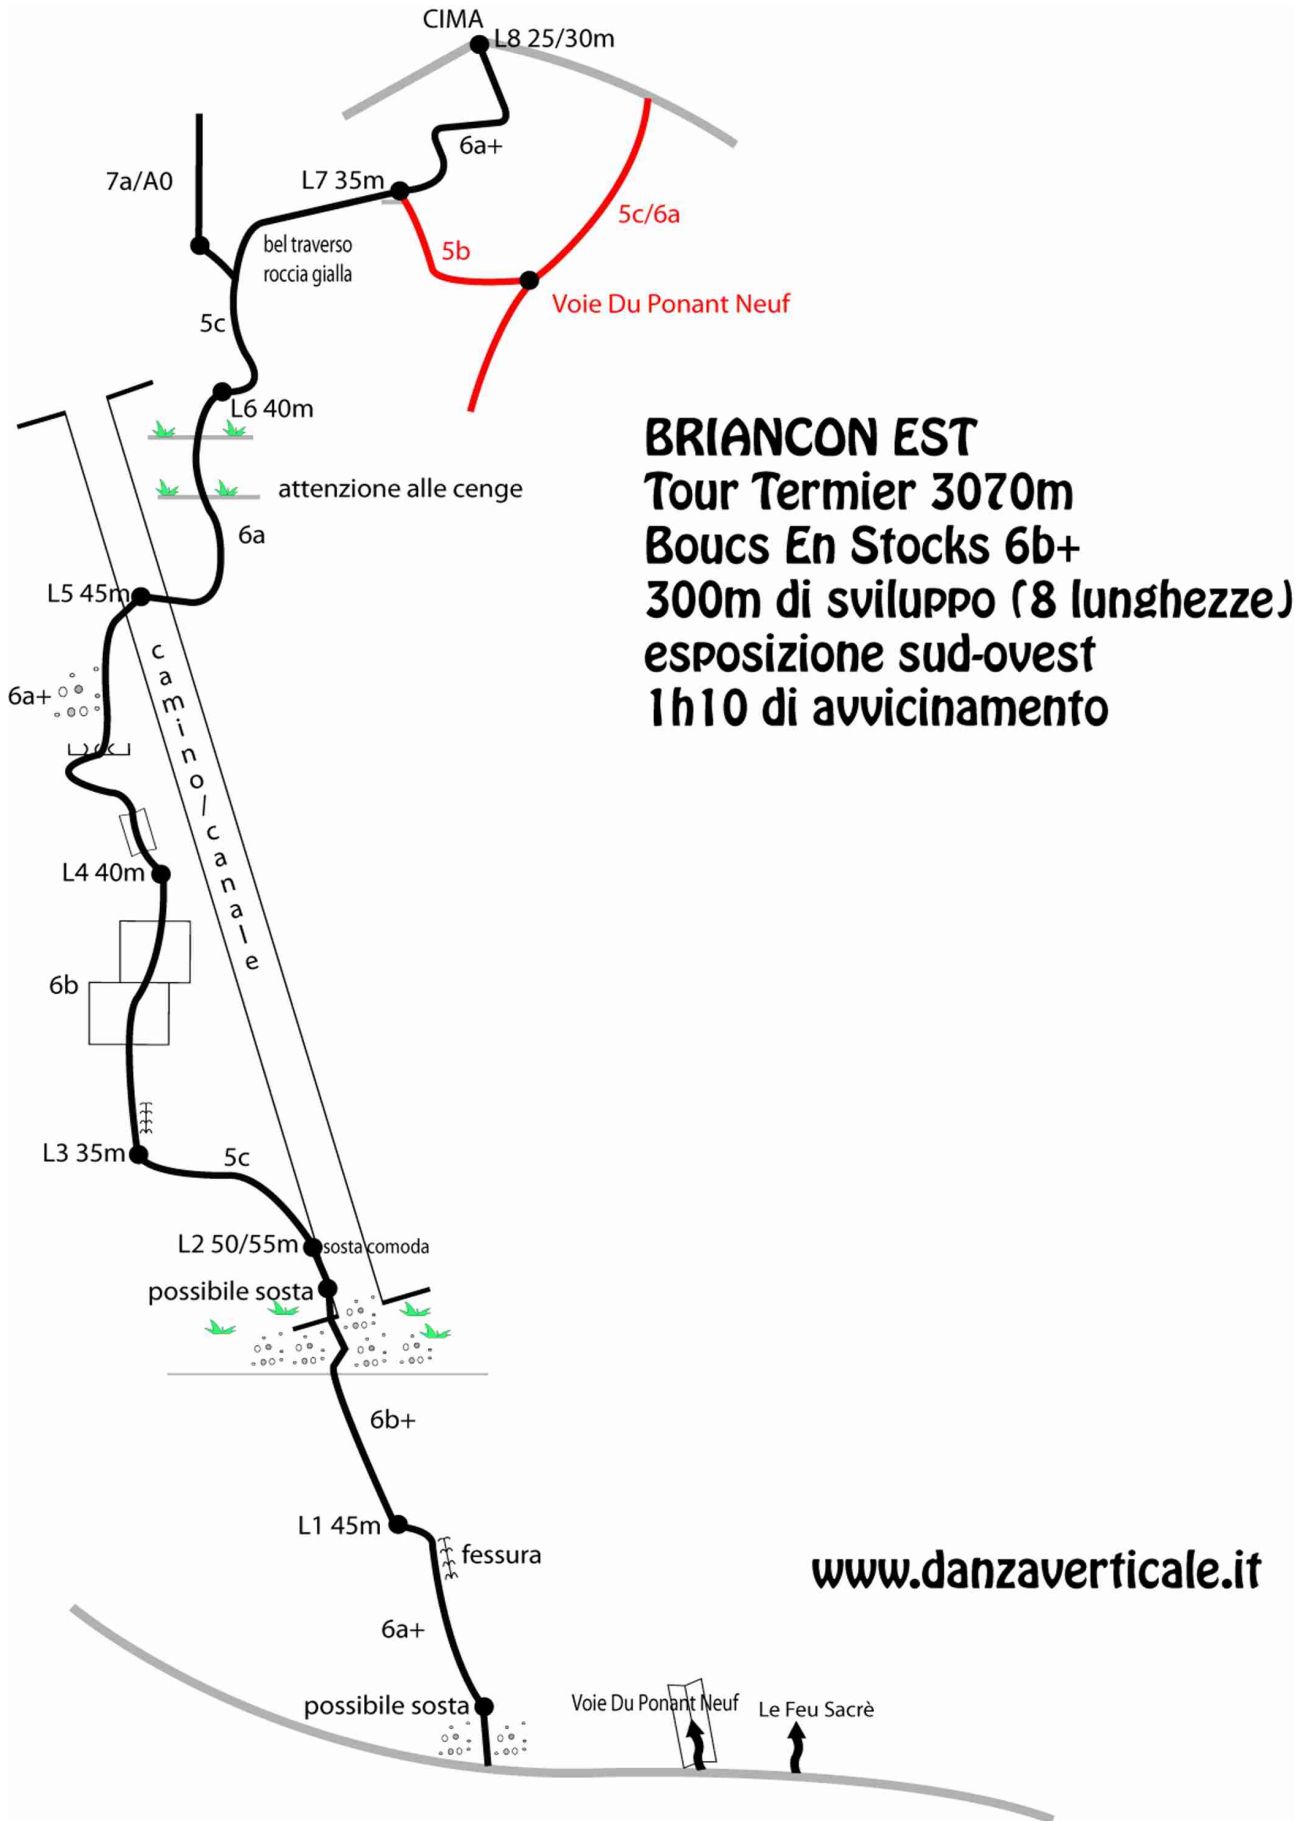 CIMA
L8 25/30m
6a+
7a/A0
L7 35m
5c/6a
bel traverso
roccia gialla
5b
Voie Du Ponant Neuf
5c
L6 40m
attenzione alle cenge
6a
BRIANCON EST
Tour Termier 3070m
Boucs En Stocks 6b+
300m di sviluppo (8 lunghezze)
esposizione sud-ovest
1h10 di avvicinamento
L5 45m
camino/canale
6a+
L4 40m
6b
L3 35m
5c
L2 50/55m
sosta comoda
possibile sosta
6b+
L1 45m
fessura
www.danzaverticale.it
6a+
possibile sosta
Voie Du Ponant Neuf
Le Feu Sacrè